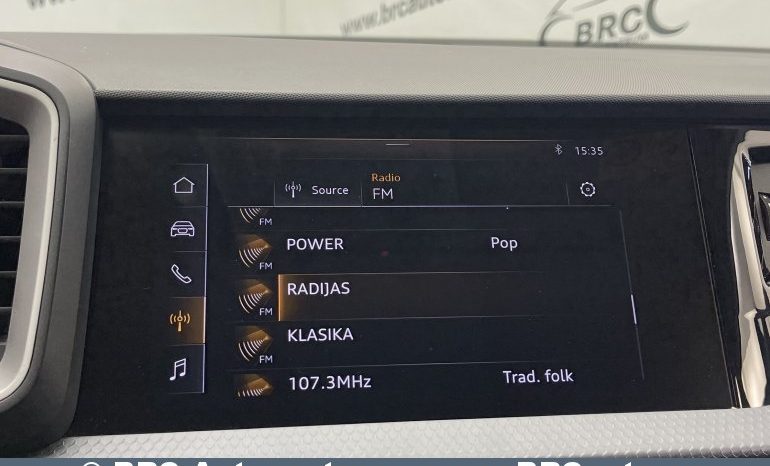 www.brcauto
BRC
15:35
Source
Radio
FM
FM
POWER Pop
FM
RADIJAS
FM
KLASIKA
FM
107.3MHz Trad. folk